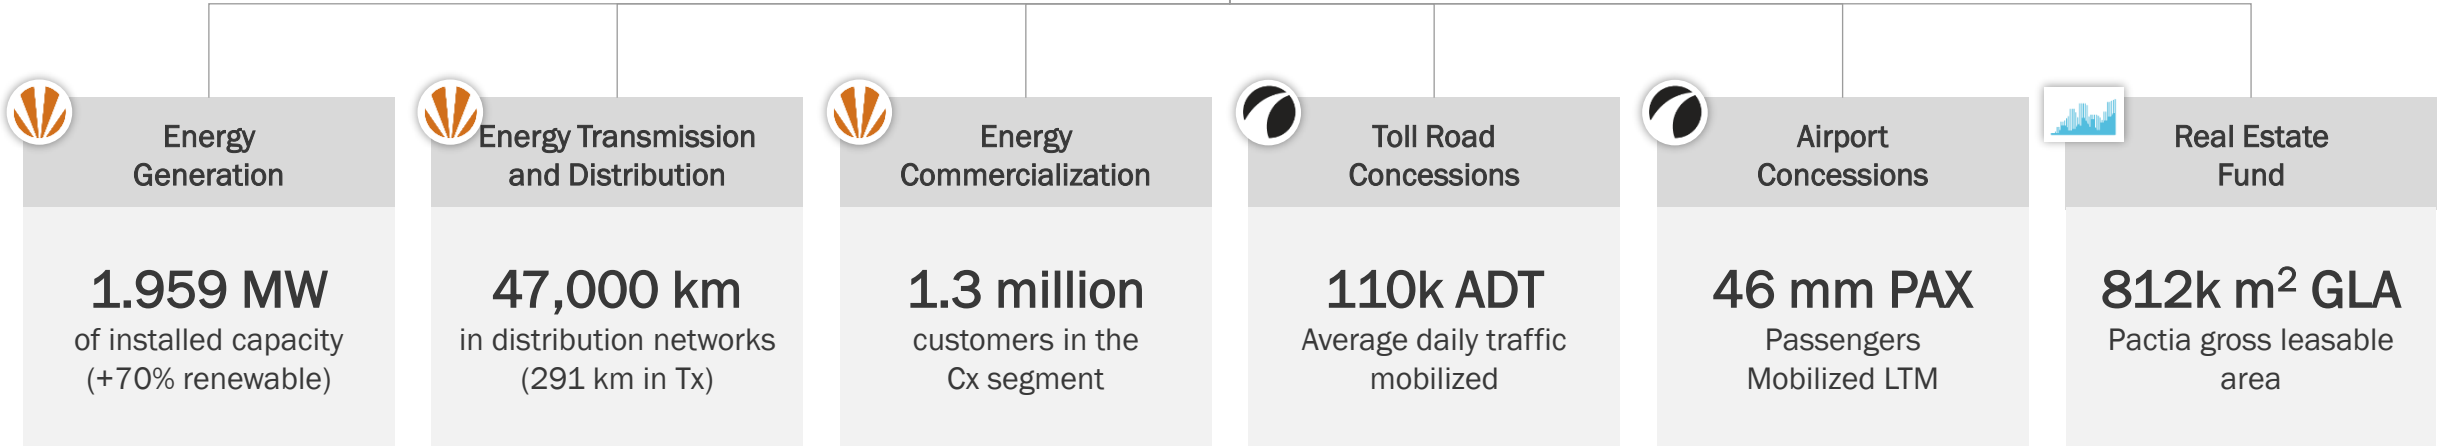 Energy
Generation
1.959 MW
of installed capacity
(+70% renewable)
Energy Transmission
and Distribution
47,000 km
in distribution networks
(291 km in Tx)
Energy
Commercialization
1.3 million
customers in the
Cx segment
Toll Road
Concessions
110k ADT
Average daily traffic
mobilized
Airport
Concessions
46 mm PAX
Passengers
Mobilized LTM
Real Estate
Fund
812k m² GLA
Pactia gross leasable
area